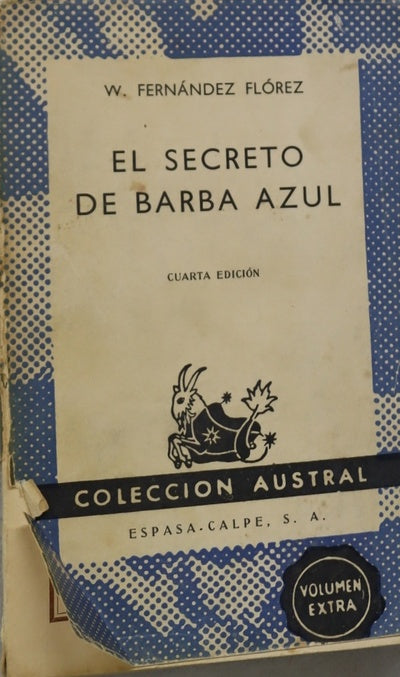 W. FERNÁNDEZ FLÓREZ
EL SECRETO
DE BARBA AZUL
CUARTA EDICIÓN
COLECCION AUSTRAL
ESPASA-CALPE, S. A.
VOLUMEN
EXTRA